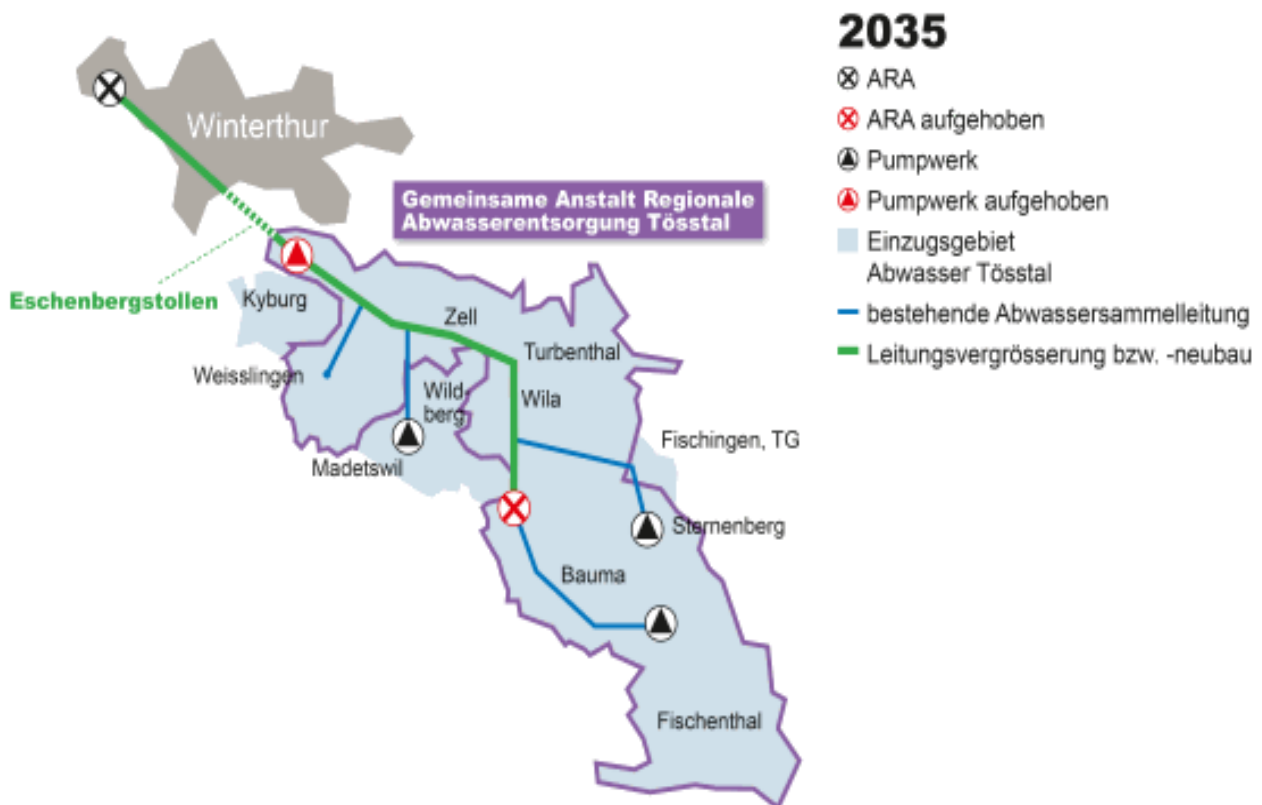 2035
ARA
ARA aufgehoben
Pumpwerk
Pumpwerk aufgehoben
Einzugsgebiet
Abwasser Tösstal
bestehende Abwassersammelleitung
Leitungsvergrösserung bzw. -neubau
Winterthur
Gemeinsame Anstalt Regionale
Abwasserentsorgung Tösstal
Eschenbergstollen
Kyburg
Zell
Turbenthal
Weisslingen
Wild-
berg
Wila
Fischingen, TG
Madetswil
Sternenberg
Bauma
Fischenthal